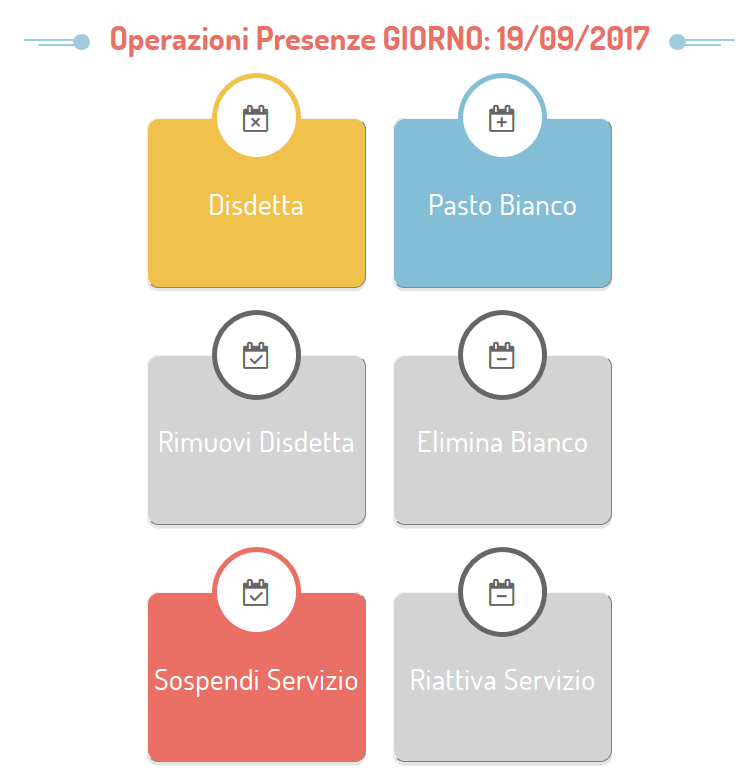 Operazioni Presenze GIORNO: 19/09/2017
Disdetta
Pasto Bianco
Rimuovi Disdetta
Elimina Bianco
Sospendi Servizio
Riattiva Servizio